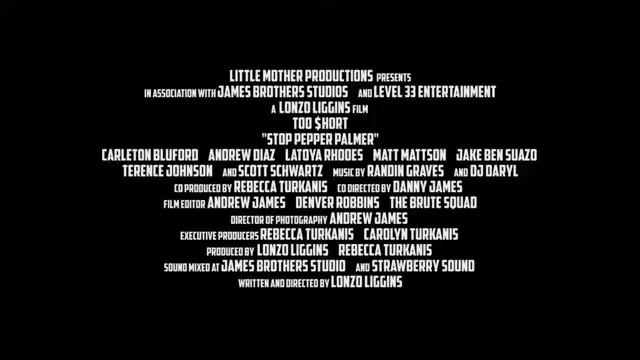 LITTLE MOTHER PRODUCTIONS PRESENTS
IN ASSOCIATION WITH JAMES BROTHERS STUDIOS AND LEVEL 33 ENTERTAINMENT
A LONZO LIGGINS FILM
TOO $HORT
"STOP PEPPER PALMER"
CARLETON BLUFORD ANDREW DIAZ LATOYA RHODES MATT MATTSON JAKE BEN SUAZO
TERENCE JOHNSON AND SCOTT SCHWARTZ MUSIC BY RANDIN GRAVES AND DJ DARYL
CO PRODUCED BY REBECCA TURKANIS CO DIRECTED BY DANNY JAMES
FILM EDITOR ANDREW JAMES DENVER ROBBINS THE BRUTE SQUAD
DIRECTOR OF PHOTOGRAPHY ANDREW JAMES
EXECUTIVE PRODUCERS REBECCA TURKANIS CAROLYN TURKANIS
PRODUCED BY LONZO LIGGINS REBECCA TURKANIS
SOUND MIXED AT JAMES BROTHERS STUDIO AND STRAWBERRY SOUND
WRITTEN AND DIRECTED BY LONZO LIGGINS